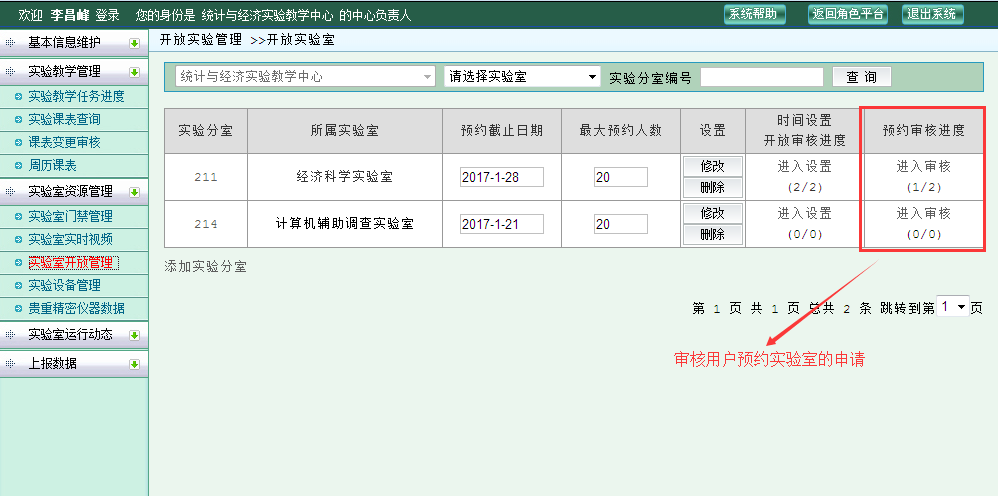 欢迎 李昌峰 登录 您的身份是 统计与经济实验教学中心 的中心负责人
系统帮助 返回角色平台 退出系统
基本信息维护
实验教学管理
实验教学任务进度
实验课表查询
课表变更审核
周历课表
实验室资源管理
实验室门禁管理
实验室实时视频
实验室开放管理
实验设备管理
贵重精密仪器数据
实验室运行动态
上报数据
开放实验管理 >>开放实验室
统计与经济实验教学中心 请选择实验室 实验分室编号 查 询
实验分室 所属实验室 预约截止日期 最大预约人数 设置 时间设置 预约审核进度
开放审核进度
211 经济科学实验室 2017-1-28 20 修改 进入设置 进入审核
删除 (2/2) (1/2)
214 计算机辅助调查实验室 2017-1-21 20 修改 进入设置 进入审核
删除 (0/0) (0/0)
添加实验分室
第 1 页 共 1 页 总共 2 条 跳转到第 1 页
审核用户预约实验室的申请